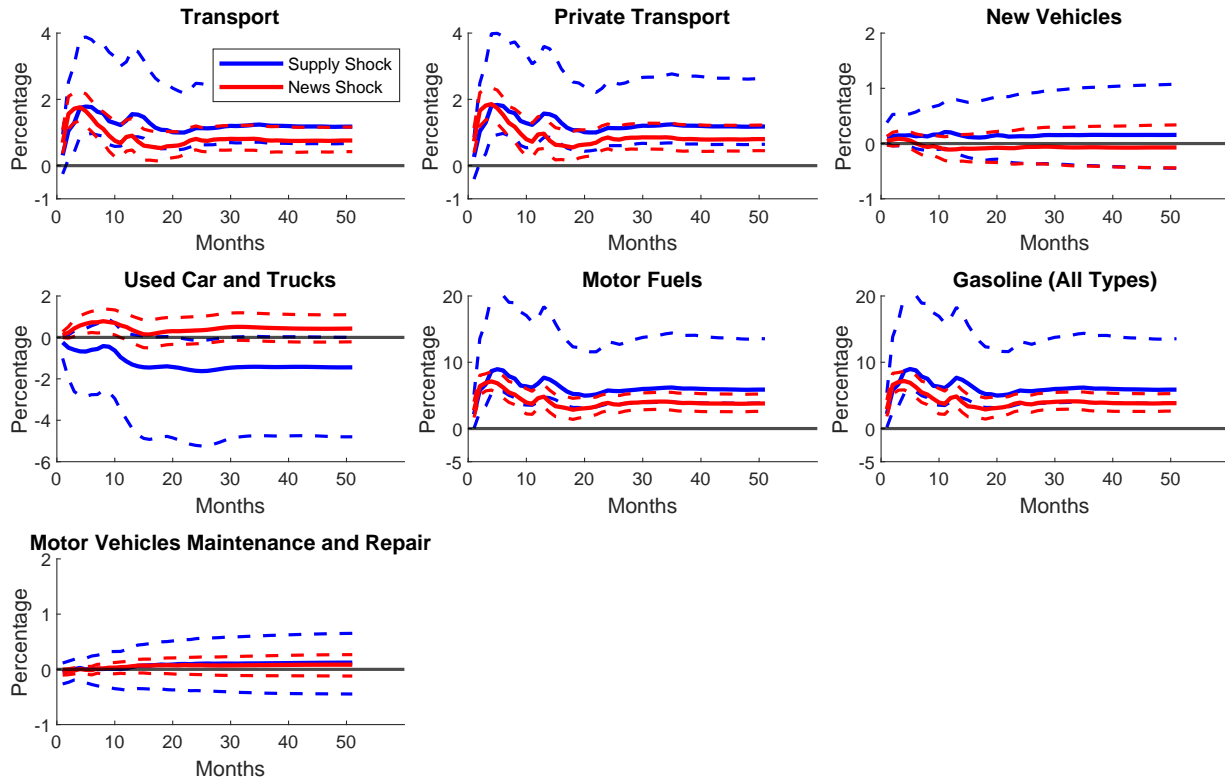 Transport
Percentage
4
2
0
-1
0 10 20 30 40 50
Months
Supply Shock
News Shock
Private Transport
Percentage
4
2
0
-1
0 10 20 30 40 50
Months
New Vehicles
Percentage
2
1
0
-1
0 10 20 30 40 50
Months
Used Car and Trucks
Percentage
2
0
-2
-4
-6
0 10 20 30 40 50
Months
Motor Fuels
Percentage
20
10
0
-5
0 10 20 30 40 50
Months
Gasoline (All Types)
Percentage
20
10
0
-5
0 10 20 30 40 50
Months
Motor Vehicles Maintenance and Repair
Percentage
2
1
0
-1
0 10 20 30 40 50
Months